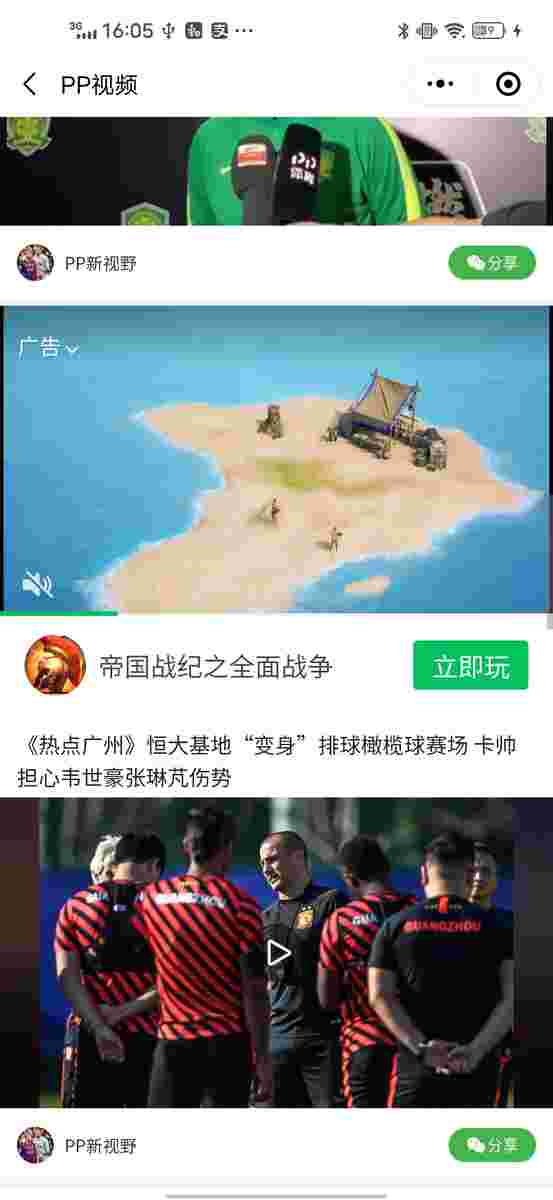 3G 16:05
PP视频
PP新视野
分享
广告
帝国战纪之全面战争
立即玩
《热点广州》恒大基地“变身”排球橄榄球赛场 卡帅
担心韦世豪张琳芃伤势
GUANGZHOU
GUANGZHOU
PP新视野
分享